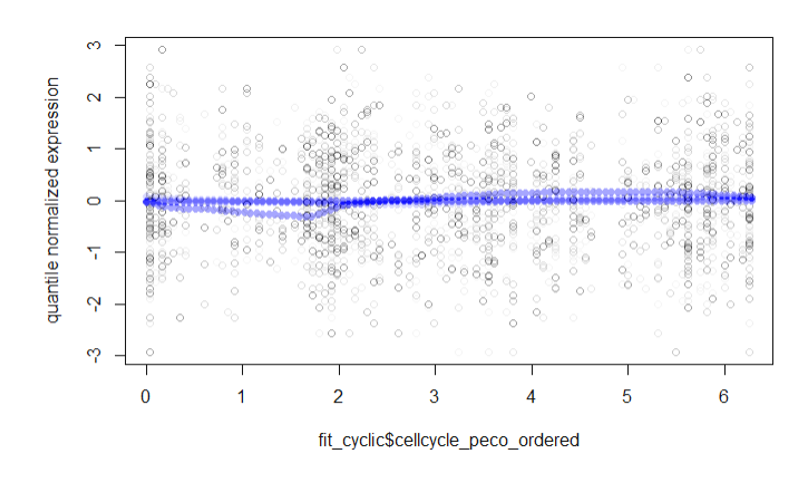 quantile normalized expression
3
2
1
0
-1
-2
-3
0 1 2 3 4 5 6
fit_cyclic$cellcycle_peco_ordered